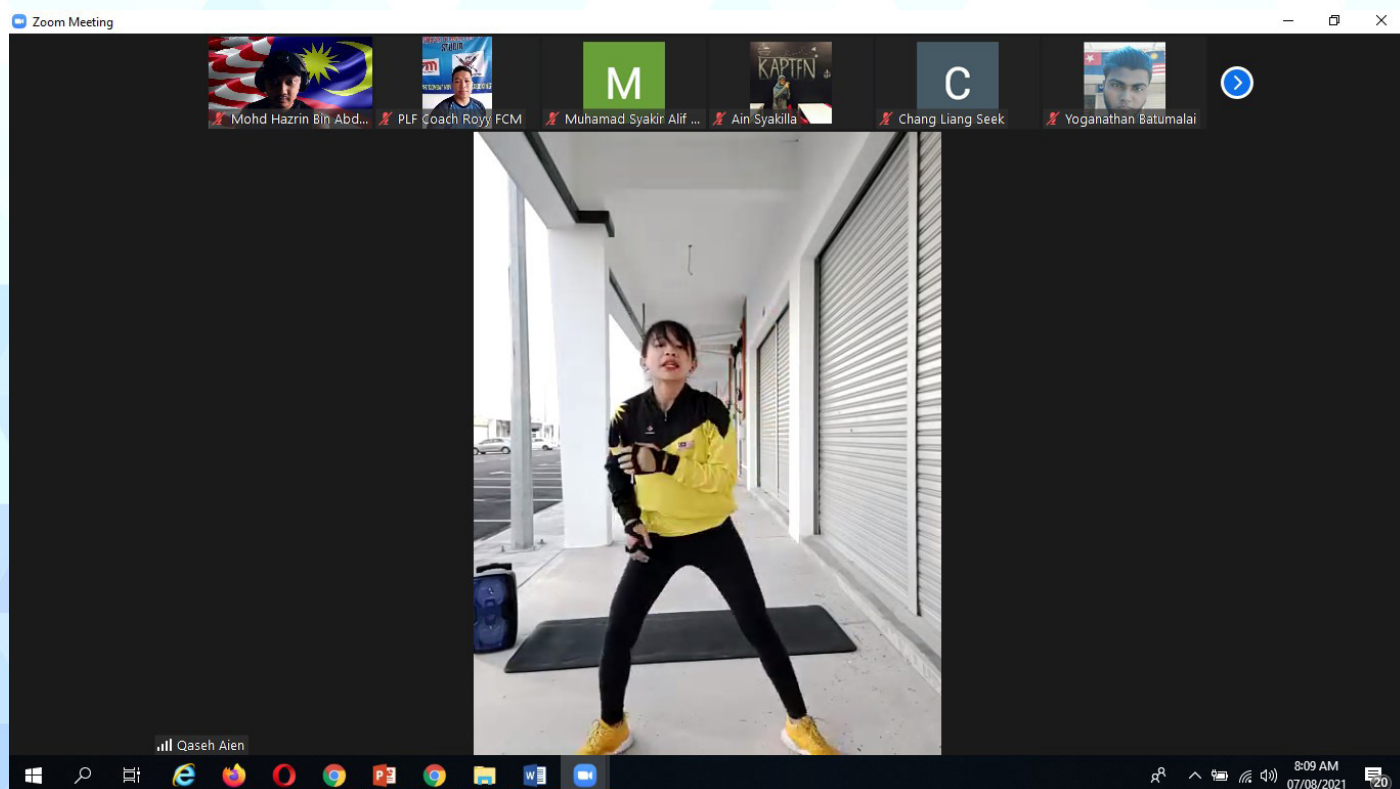 Zoom Meeting
STUDIO
KAPTEN
M
C
Mohd Hazrin Bin Abd...
PLF Coach Royy FCM
Muhamad Syakir Alif ...
Ain Syakilla
Chang Liang Seek
Yoganathan Batumalai
Qaseh Aien
8:09 AM
07/08/2021
20